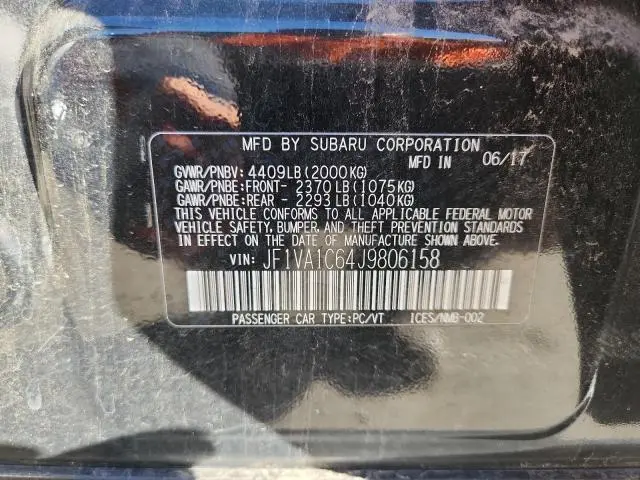 MFD BY SUBARU CORPORATION
MFD IN 06/17
GVWR/PNBV: 4409LB(2000KG)
GAWR/PNBE:FRONT- 2370 LB(1075KG)
GAWR/PNBE:REAR - 2293 LB(1040KG)
THIS VEHICLE CONFORMS TO ALL APPLICABLE FEDERAL MOTOR
VEHICLE SAFETY, BUMPER, AND THEFT PREVENTION STANDARDS
IN EFFECT ON THE DATE OF MANUFACTURE SHOWN ABOVE.
VIN: JF1VA1C64J9806158
PASSENGER CAR TYPE:PC/VT ICES/NMB-002